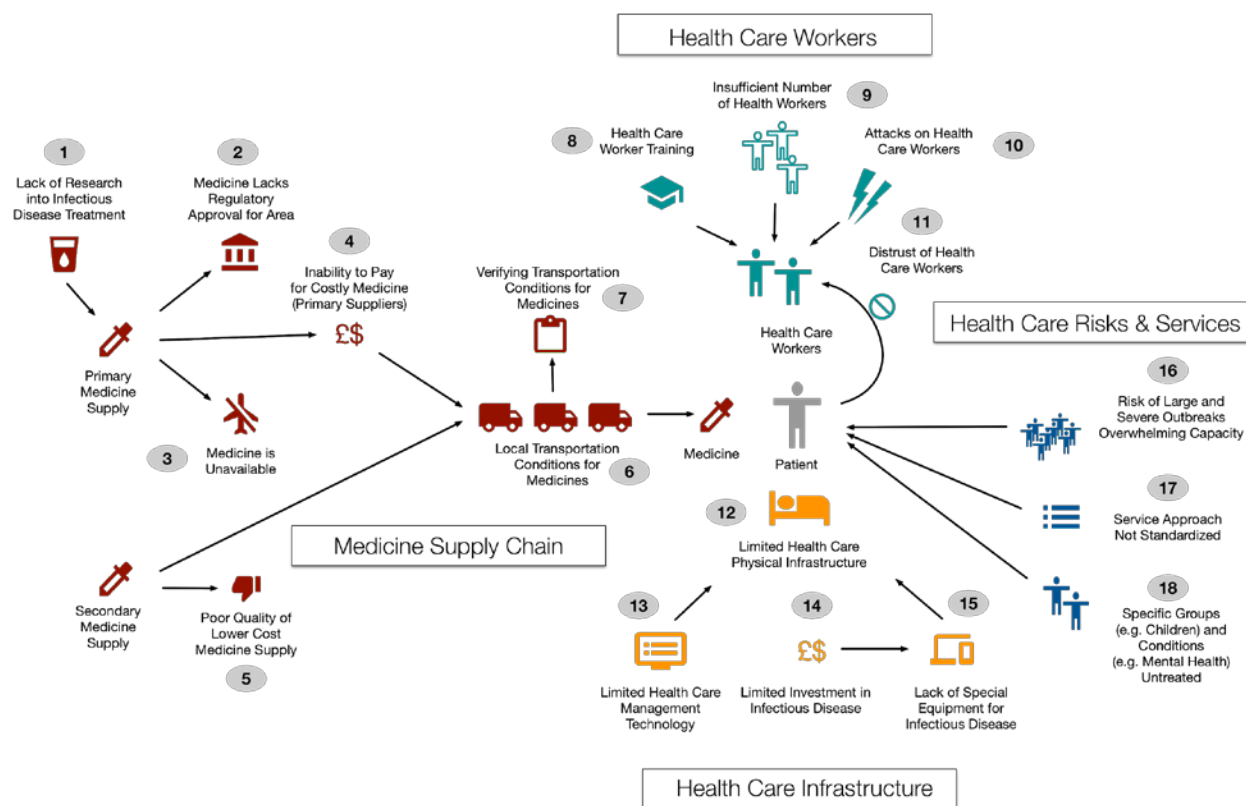 Health Care Workers
Insufficient Number
of Health Workers
9
8
Health Care
Worker Training
Attacks on Health
Care Workers
10
1
Lack of Research
into Infectious
Disease Treatment
2
Medicine Lacks
Regulatory
Approval for Area
4
Inability to Pay
for Costly Medicine
(Primary Suppliers)
£$
Verifying Transportation
Conditions for
Medicines
7
11
Distrust of Health
Care Workers
Health Care
Workers
Primary
Medicine
Supply
3
Medicine is
Unavailable
Local Transportation
Conditions for
Medicines
6
Medicine
Patient
Health Care Risks & Services
16
Risk of Large and
Severe Outbreaks
Overwhelming Capacity
17
Service Approach
Not Standardized
18
Specific Groups
(e.g. Children) and
Conditions
(e.g. Mental Health)
Untreated
Medicine Supply Chain
Secondary
Medicine
Supply
Poor Quality of
Lower Cost
Medicine Supply
5
12
Limited Health Care
Physical Infrastructure
13
Limited Health Care
Management
Technology
14
£$
Limited Investment in
Infectious Disease
15
Lack of Special
Equipment for
Infectious Disease
Health Care Infrastructure